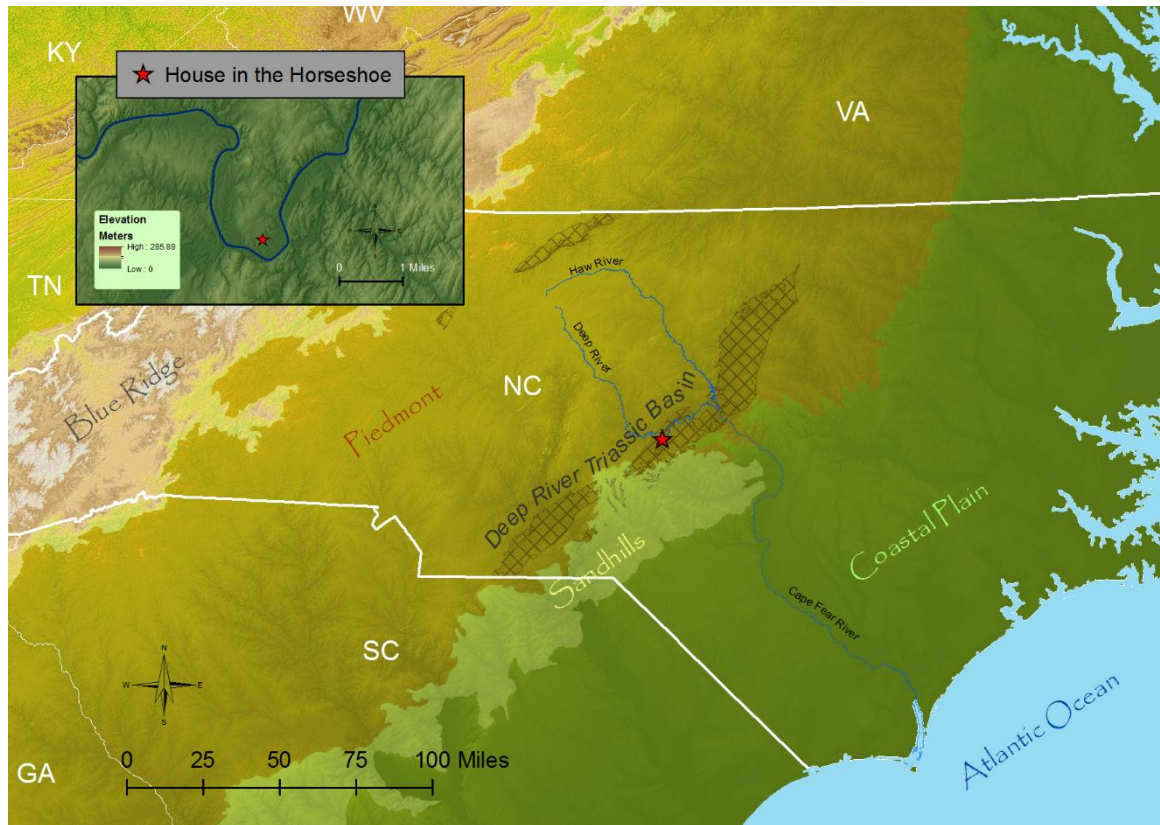 WV
KY
House in the Horseshoe
VA
Elevation
Meters
High : 285.89
Low : 0
0 1 Miles
TN
Haw River
Deep River
Blue Ridge
Piedmont
NC
Deep River Triassic Basin
Coastal Plain
Sandhills
Cape Fear River
SC
N
W E
S
Atlantic Ocean
0 25 50 75 100 Miles
GA